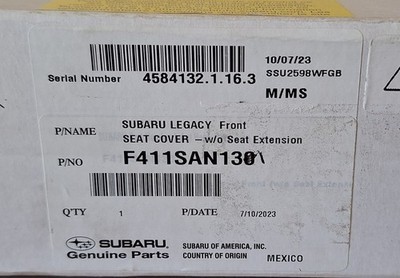 10/07/23
Serial Number 4584132.1.16.3 SSU2598WFGB
M/MS
P/NAME SUBARU LEGACY Front
SEAT COVER – w/o Seat Extension
P/NO F411SAN130
Q'TY 1 P/DATE 7/10/2023
SUBARU SUBARU OF AMERICA, INC.
Genuine Parts COUNTRY OF ORIGIN MEXICO